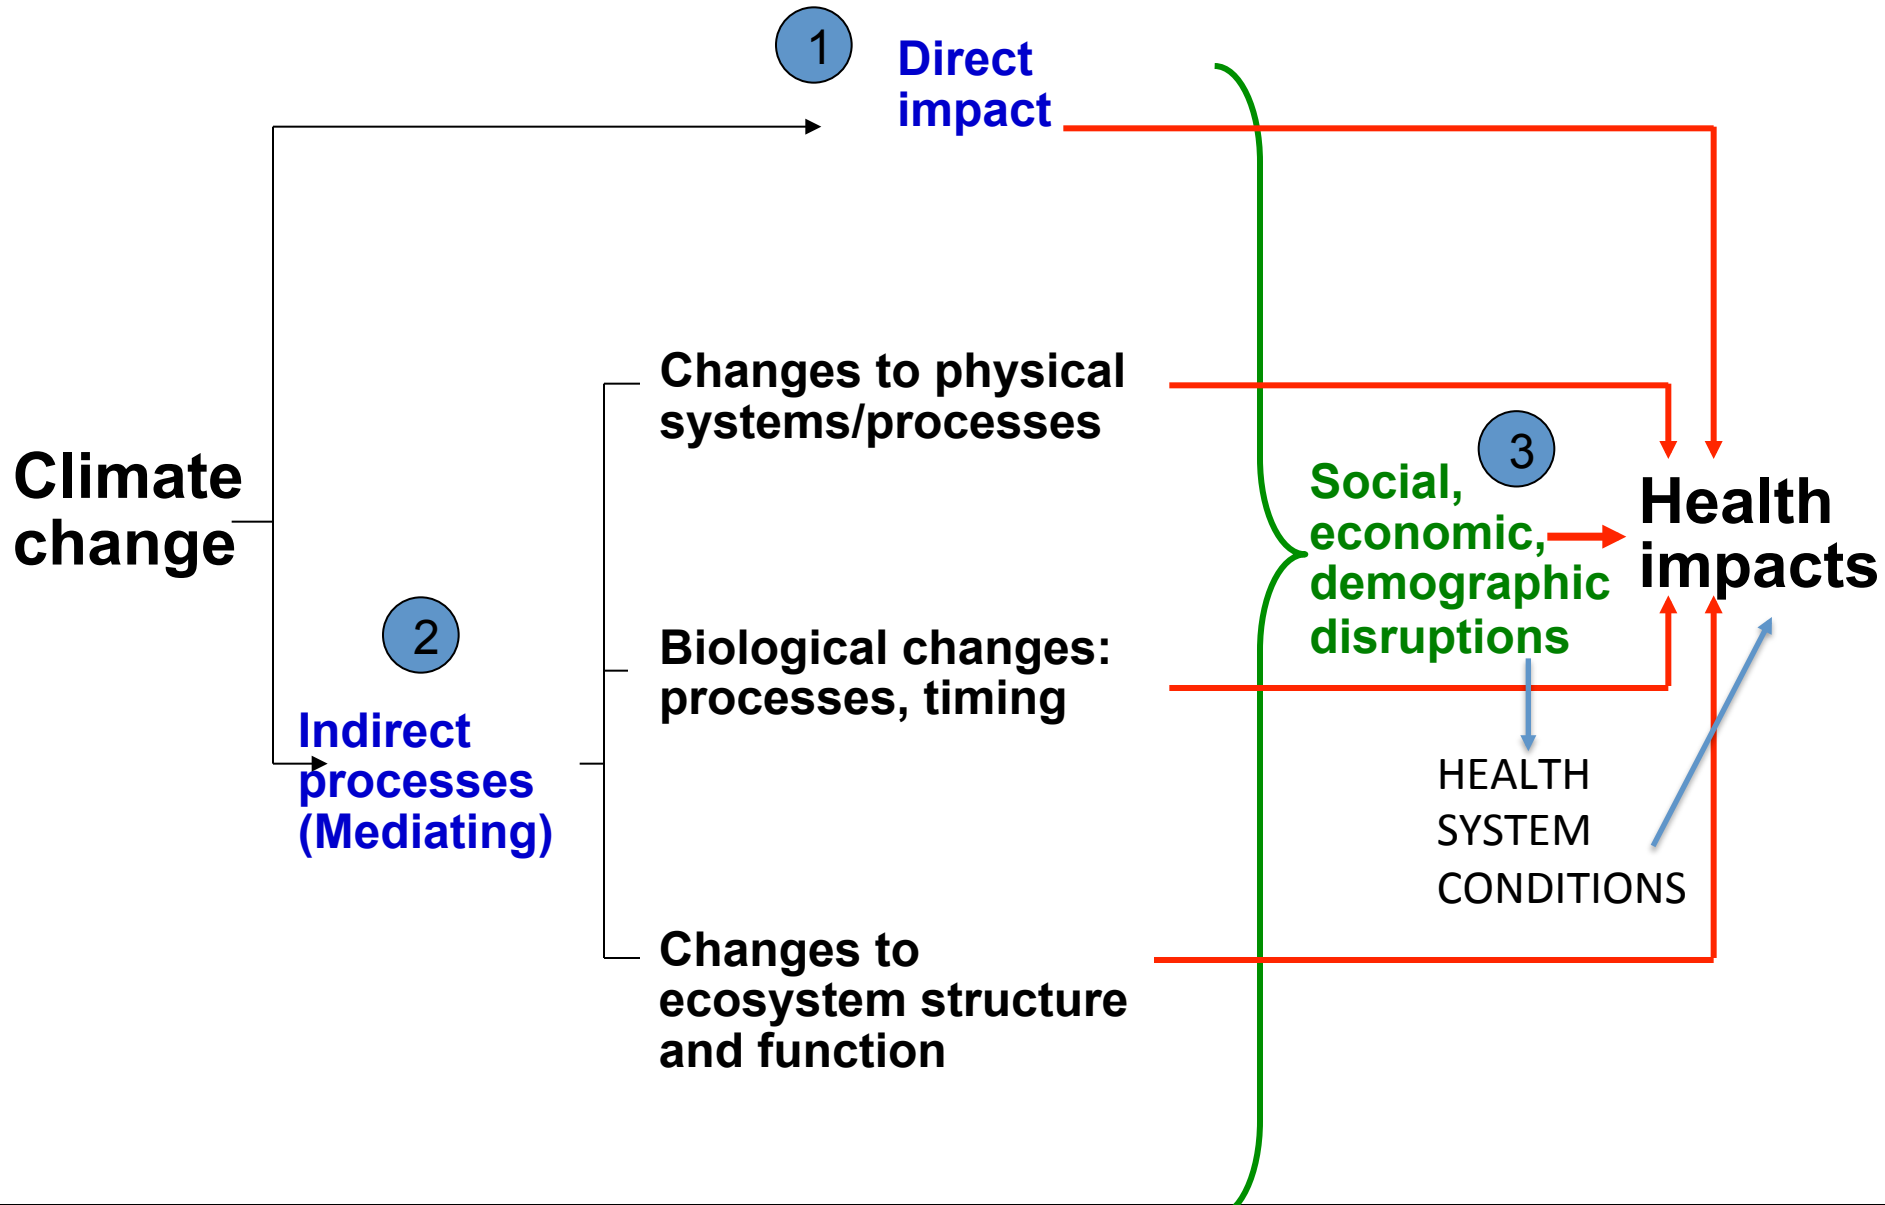 1
Direct
impact
Climate
change
2
Indirect
processes
(Mediating)
Changes to physical
systems/processes
Biological changes:
processes, timing
Changes to
ecosystem structure
and function
3
Social,
economic,
demographic
disruptions
HEALTH
SYSTEM
CONDITIONS
Health
impacts